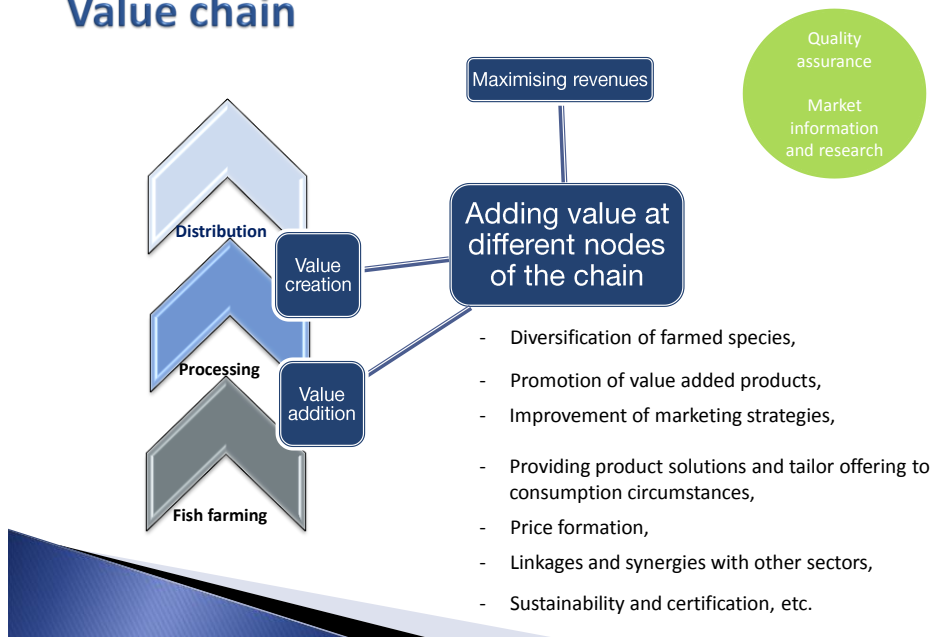 Value chain
Quality
assurance
Market
information
and research
Maximising revenues
Adding value at
different nodes
of the chain
Distribution
Value
creation
Processing
Value
addition
Fish farming
- Diversification of farmed species,
- Promotion of value added products,
- Improvement of marketing strategies,
- Providing product solutions and tailor offering to
consumption circumstances,
- Price formation,
- Linkages and synergies with other sectors,
- Sustainability and certification, etc.